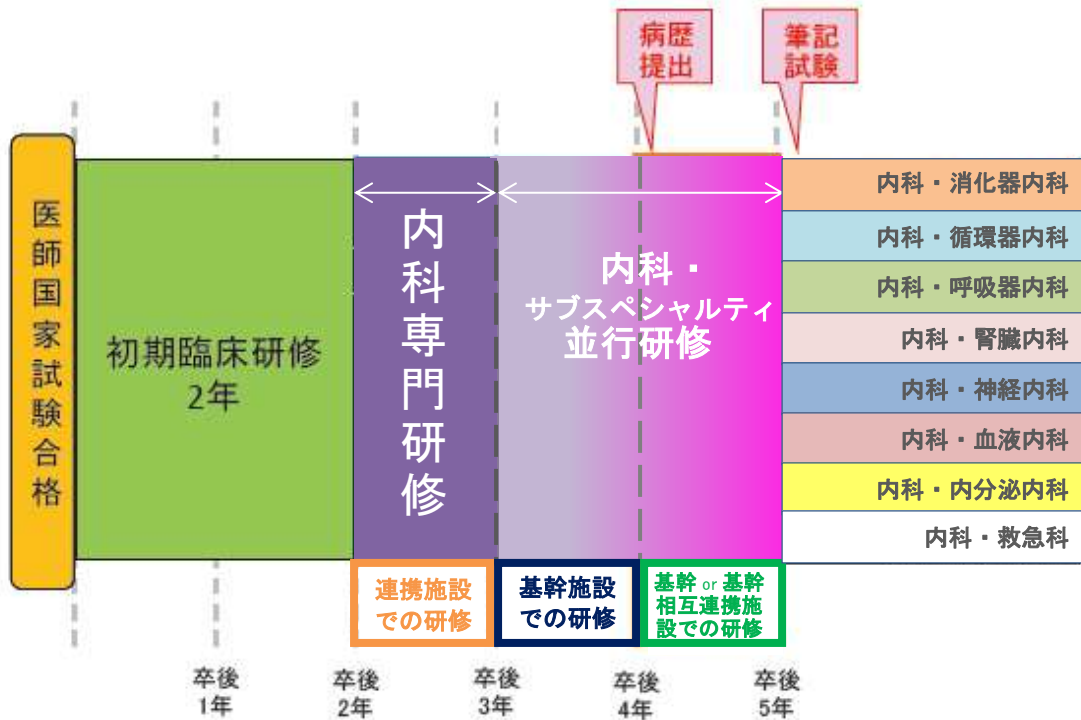 病歴
提出
筆記
試験
医師国家試験合格
初期臨床研修
2年
内科専門研修
内科・
サブスペシャルティ
並行研修
内科・消化器内科
内科・循環器内科
内科・呼吸器内科
内科・腎臓内科
内科・神経内科
内科・血液内科
内科・内分泌内科
内科・救急科
連携施設
での研修
基幹施設
での研修
基幹 or 基幹
相互連携施
設での研修
卒後
1年
卒後
2年
卒後
3年
卒後
4年
卒後
5年